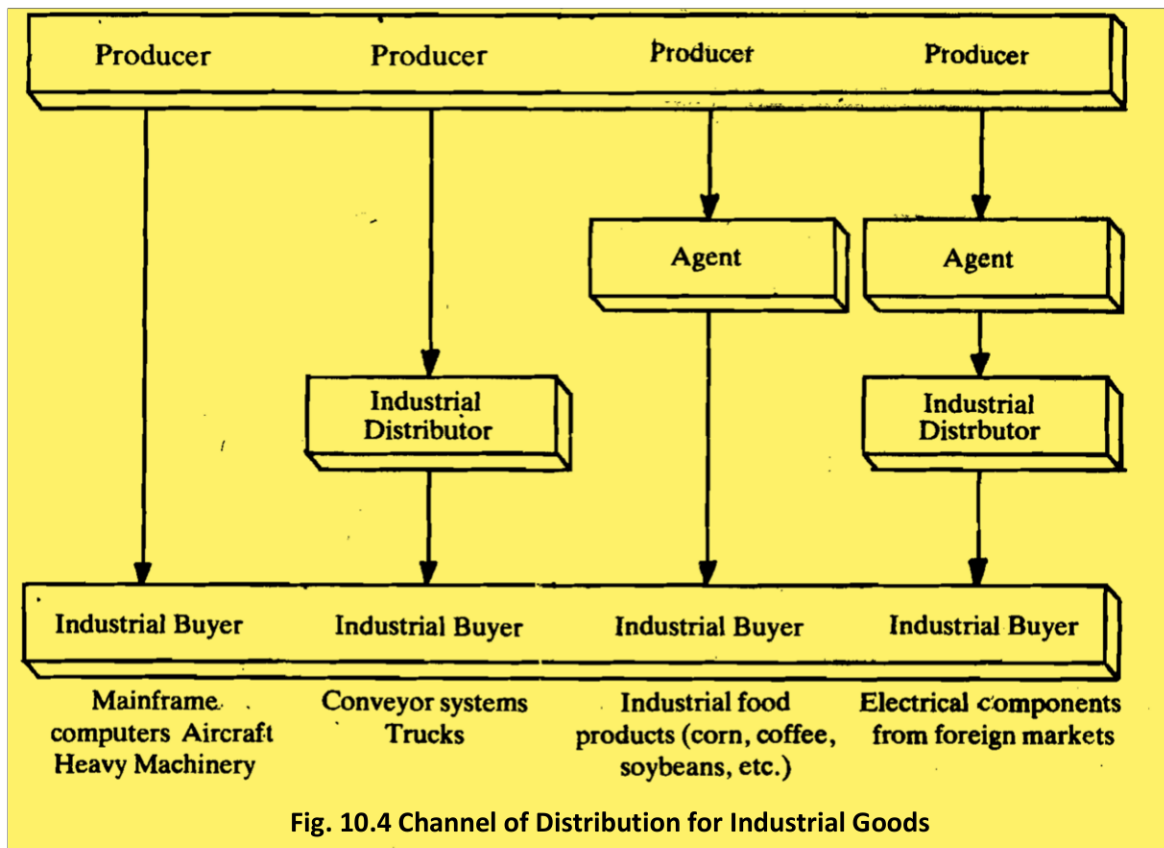 Producer Producer Producer Producer
Agent Agent
Industrial Industrial
Distributor Distrbutor
Industrial Buyer Industrial Buyer Industrial Buyer Industrial Buyer
Mainframe Conveyor systems Industrial food Electrical components
computers Aircraft Trucks products (corn, coffee, from foreign markets
Heavy Machinery soybeans, etc.)
Fig. 10.4 Channel of Distribution for Industrial Goods